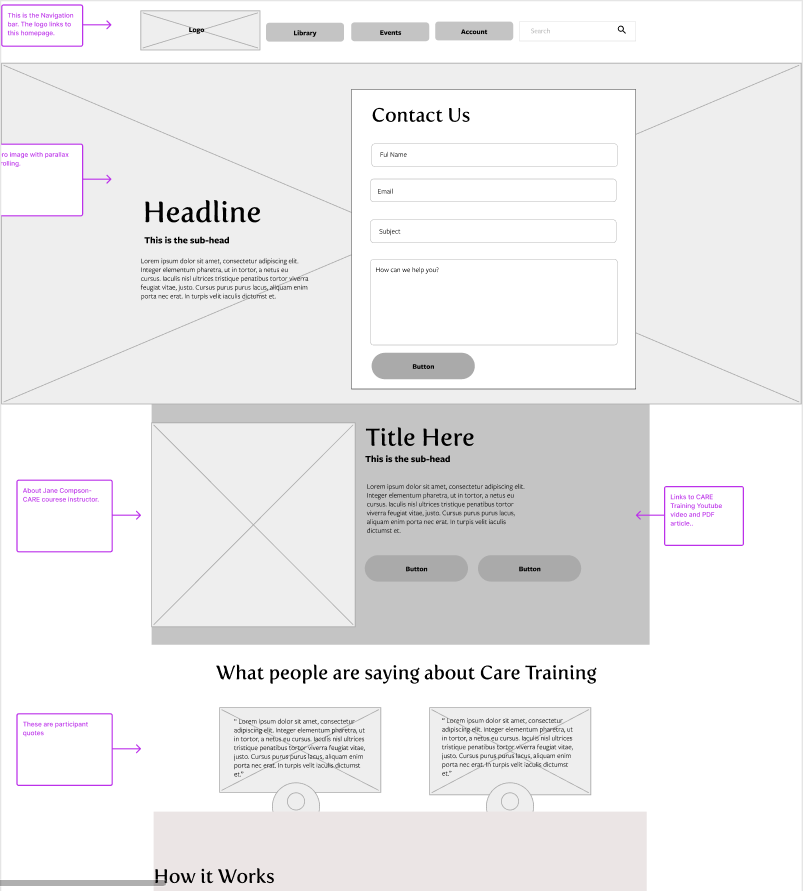 This is the Navigation
bar. The logo links to
this homepage.
Logo
Library
Events
Account
Search
ro image with parallax
rolling.
Headline
This is the sub-head
Lorem ipsum dolor sit amet, consectetur adipiscing elit.
Integer elementum pharetra, ut in tortor, a netus eu
cursus. Iaculis nisl ultrices tristique penatibus tortor viverra
feugiat vitae, justo. Cursus purus purus lacus, aliquam enim
porta nec erat. In turpis velit iaculis dictumst et.
Contact Us
Ful Name
Email
Subject
How can we help you?
Button
About Jane Compson-
CARE courese instructor.
Title Here
This is the sub-head
Lorem ipsum dolor sit amet, consectetur adipiscing elit.
Integer elementum pharetra, ut in tortor, a netus eu
cursus. Iaculis nisl ultrices tristique penatibus tortor
viverra feugiat vitae, justo. Cursus purus purus lacus,
aliquam enim porta nec erat. In turpis velit iaculis
dictumst et.
Button
Button
Links to CARE
Training Youtube
video and PDF
article..
What people are saying about Care Training
These are participant
quotes
" Lorem ipsum dolor sit amet, consectetur
adipiscing elit. Integer elementum pharetra, ut
in tortor, a netus eu cursus. Iaculis nisl ultrices
tristique penatibus tortor viverra feugiat vitae,
justo. Cursus purus purus lacus, aliquam enim
porta nec erat. In turpis velit iaculis dictumst
et."
" Lorem ipsum dolor sit amet, consectetur
adipiscing elit. Integer elementum pharetra, ut
in tortor, a netus eu cursus. Iaculis nisl ultrices
tristique penatibus tortor viverra feugiat vitae,
justo. Cursus purus purus lacus, aliquam enim
porta nec erat. In turpis velit iaculis dictumst
et."
How it Works